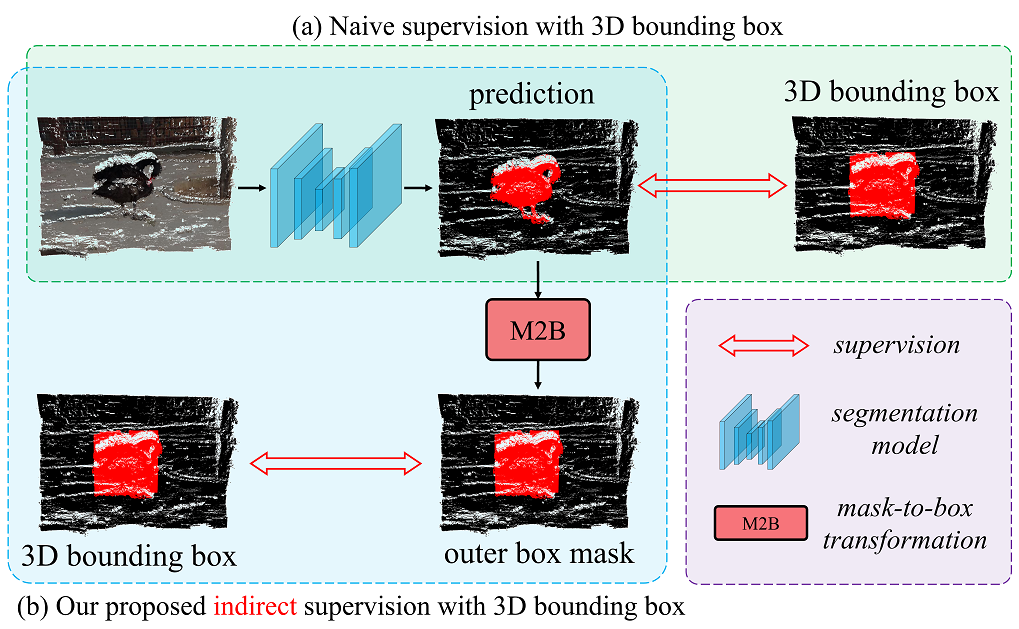 (a) Naive supervision with 3D bounding box
prediction
3D bounding box
M2B
3D bounding box
outer box mask
supervision
segmentation
model
M2B
mask-to-box
transformation
(b) Our proposed indirect supervision with 3D bounding box